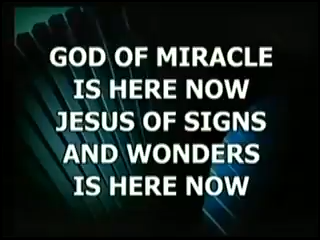 GOD OF MIRACLE
IS HERE NOW
JESUS OF SIGNS
AND WONDERS
IS HERE NOW